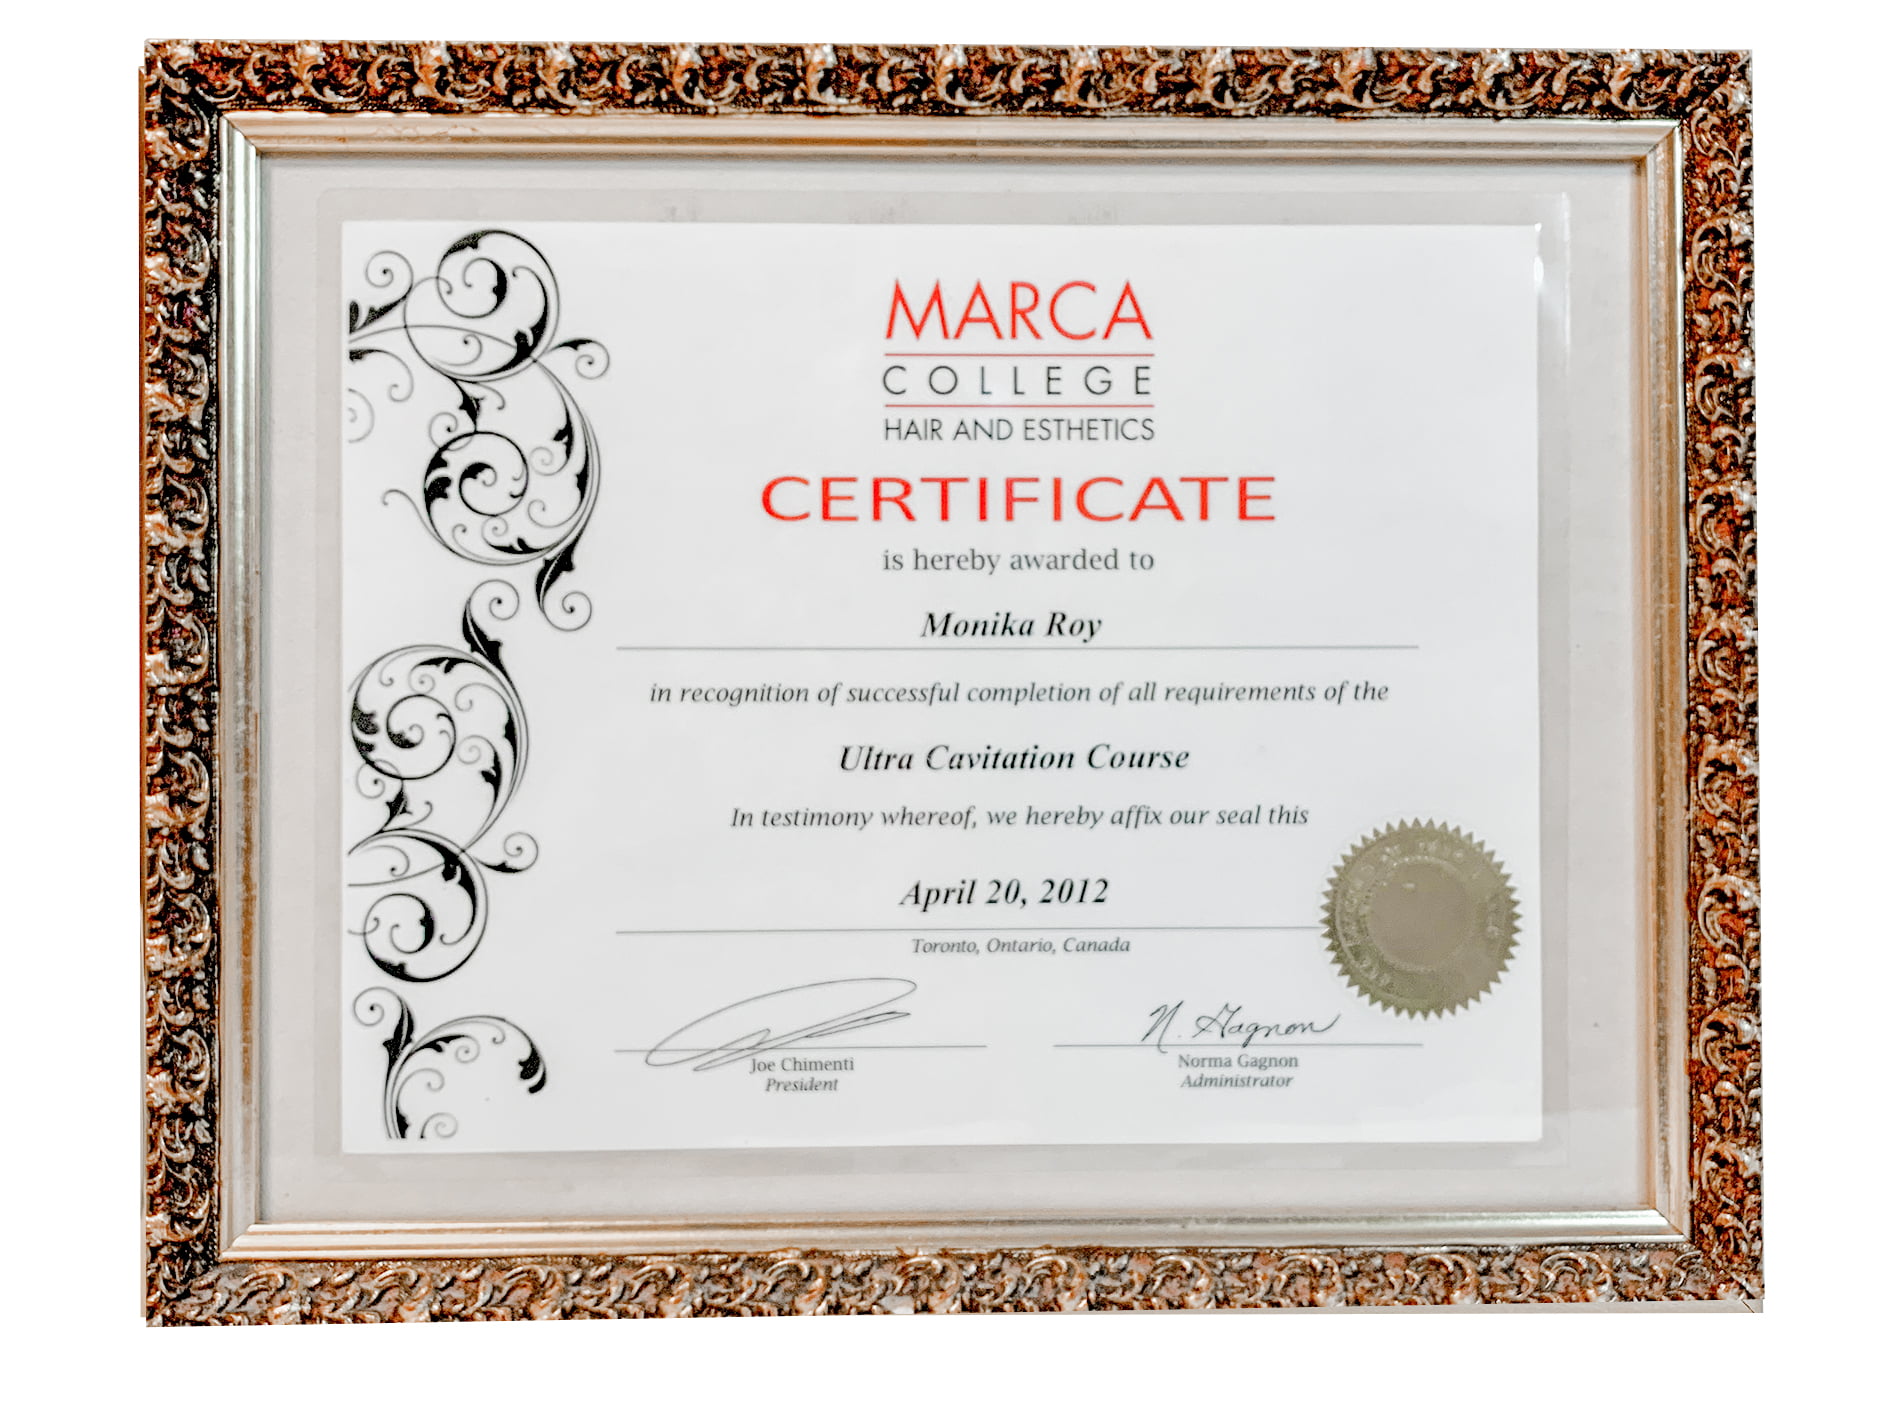 MARCA
COLLEGE
HAIR AND ESTHETICS
CERTIFICATE
is hereby awarded to
Monika Roy
in recognition of successful completion of all requirements of the
Ultra Cavitation Course
In testimony whereof, we hereby affix our seal this
April 20, 2012
Toronto, Ontario, Canada
N. Gagnon
Joe Chimenti
President
Norma Gagnon
Administrator